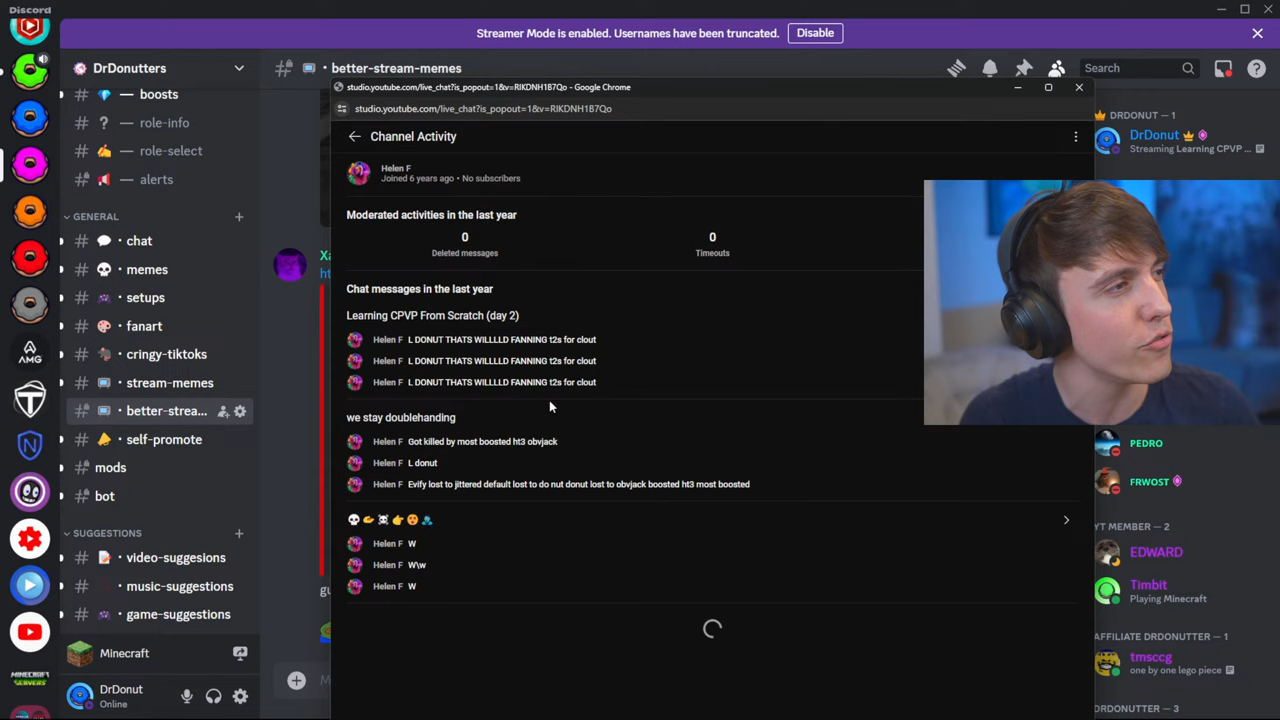 Discord
Streamer Mode is enabled. Usernames have been truncated.
Disable
DrDonutters
boosts
role-info
role-select
alerts
GENERAL
chat
memes
setups
fanart
cringy-tiktoks
stream-memes
better-strea...
self-promote
mods
bot
SUGGESTIONS
video-suggesions
music-suggestions
game-suggestions
Minecraft
DrDonut
Online
AMG
better-stream-memes
Search
studio.youtube.com/live_chat?is_popout=1&v=RIKDNH1B7Qo - Google Chrome
studio.youtube.com/live_chat?is_popout=1&v=RIKDNH1B7Qo
Channel Activity
Helen F
Joined 6 years ago • No subscribers
Moderated activities in the last year
0
Deleted messages
0
Timeouts
Chat messages in the last year
Learning CPVP From Scratch (day 2)
Helen F L DONUT THATS WILLLLD FANNING t2s for clout
Helen F L DONUT THATS WILLLLD FANNING t2s for clout
Helen F L DONUT THATS WILLLLD FANNING t2s for clout
we stay doublehanding
Helen F Got killed by most boosted ht3 obvjack
Helen F L donut
Helen F Evify lost to jittered default lost to do nut donut lost to obvjack boosted ht3 most boosted
Helen F W
Helen F W\w
Helen F W
DRDONUT — 1
DrDonut
Streaming Learning CPVP ...
PEDRO
FRWOST
YT MEMBER — 2
EDWARD
Timbit
Playing Minecraft
AFFILIATE DRDONUTTER — 1
tmsccg
one by one lego piece
DRDONUTTER — 3